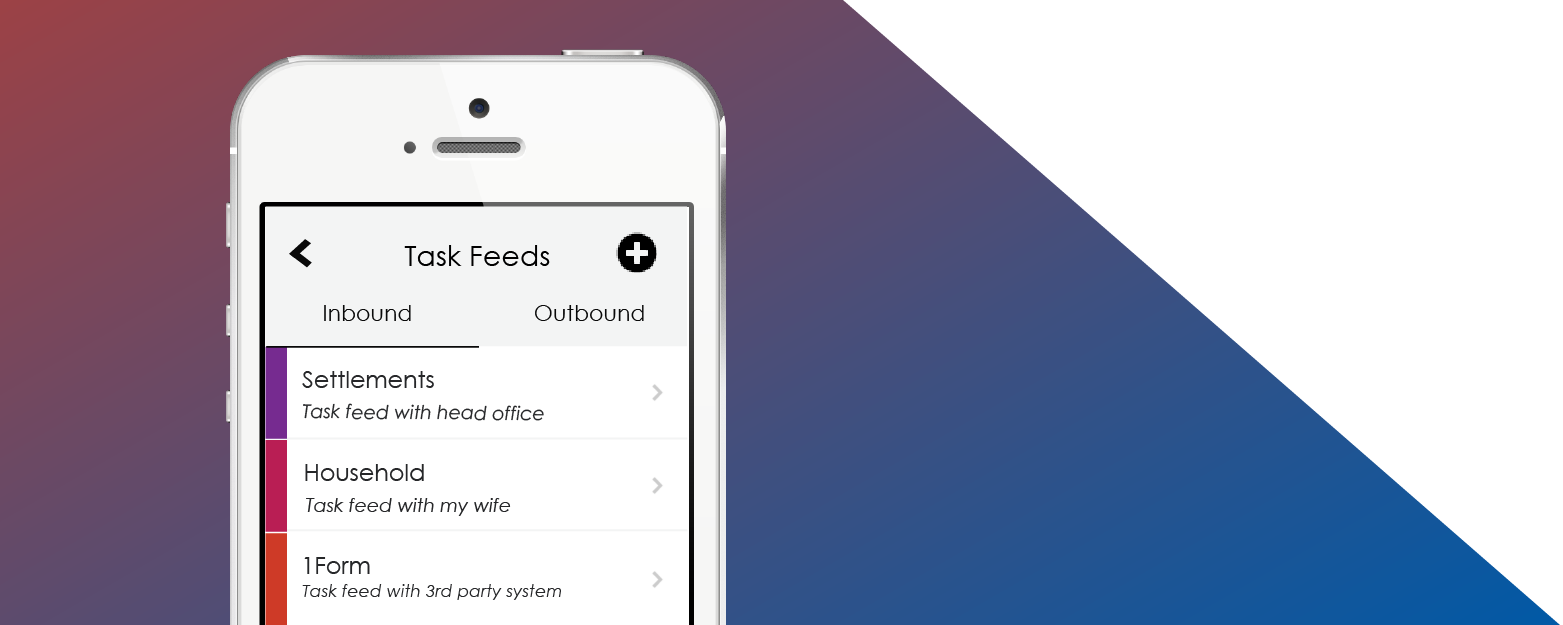 Task Feeds
Inbound Outbound
Settlements
Task feed with head office
Household
Task feed with my wife
1Form
Task feed with 3rd party system